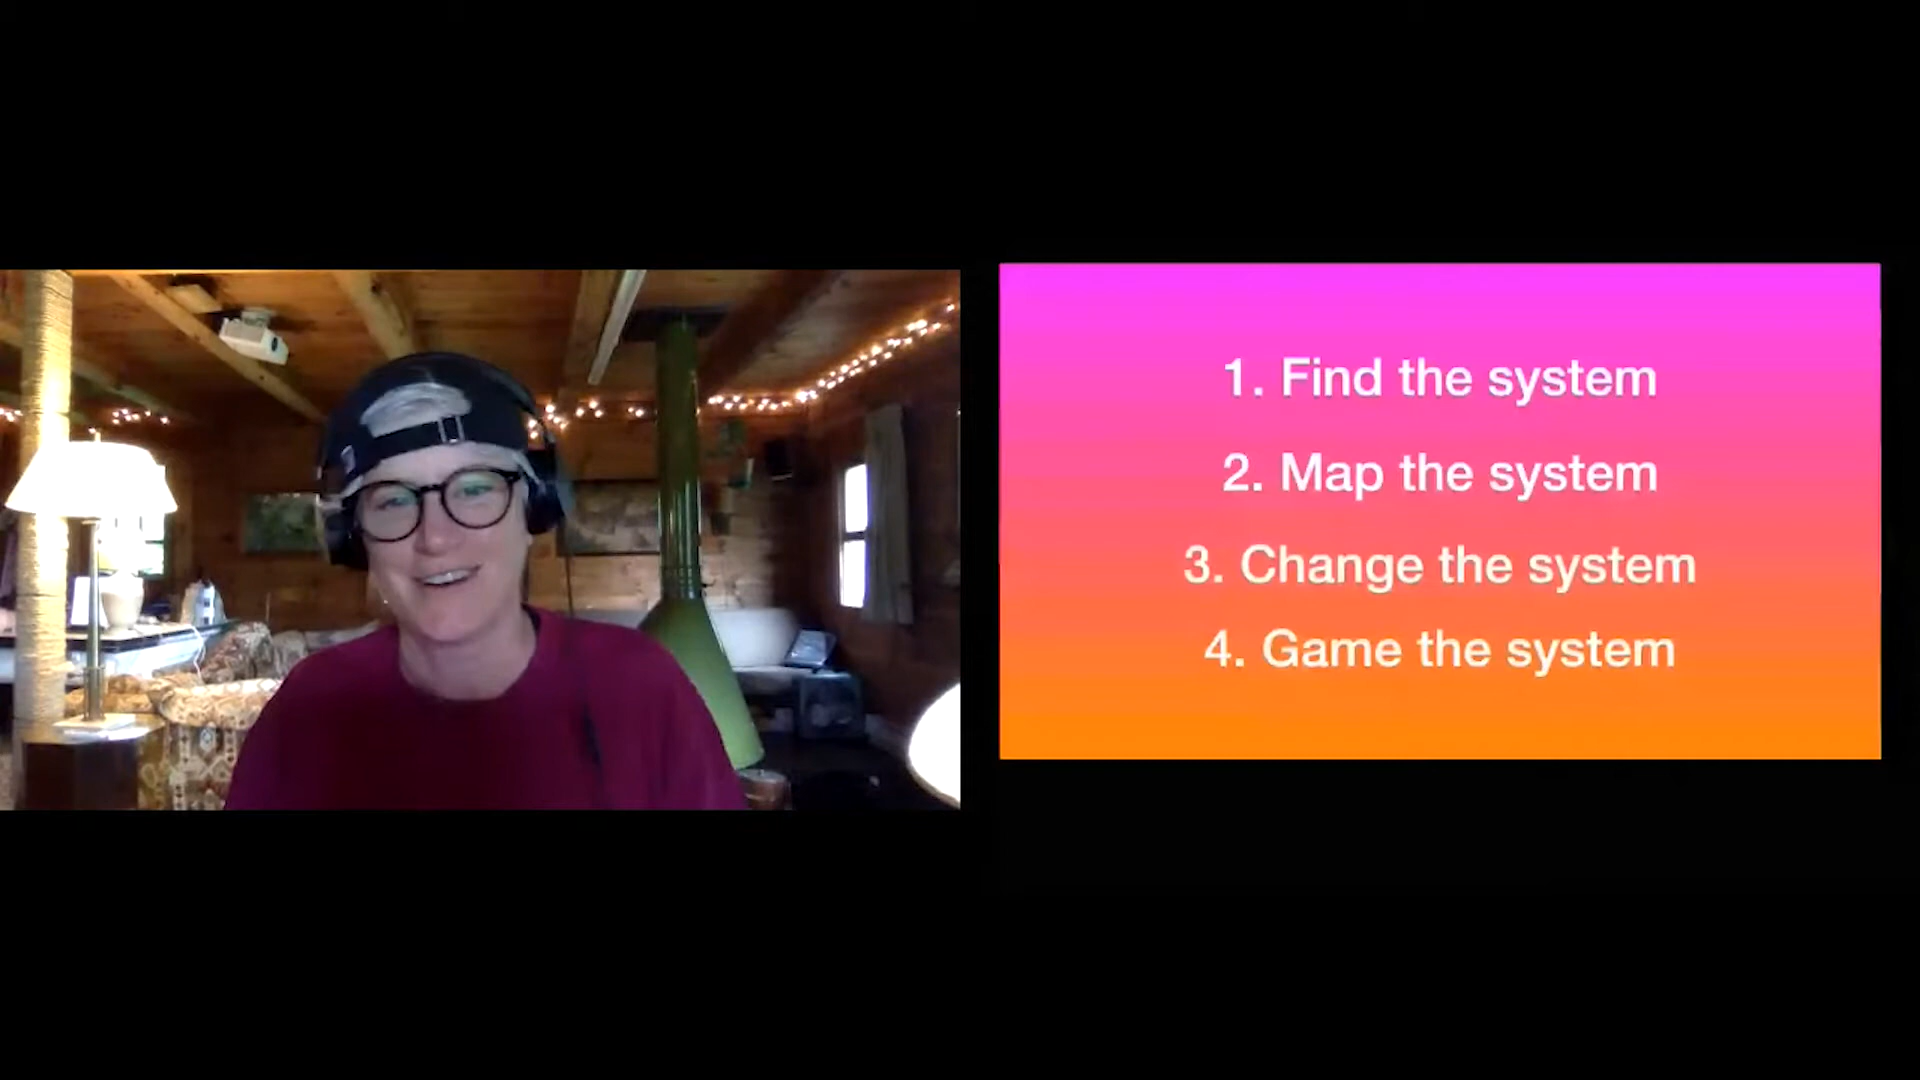 1. Find the system
2. Map the system
3. Change the system
4. Game the system